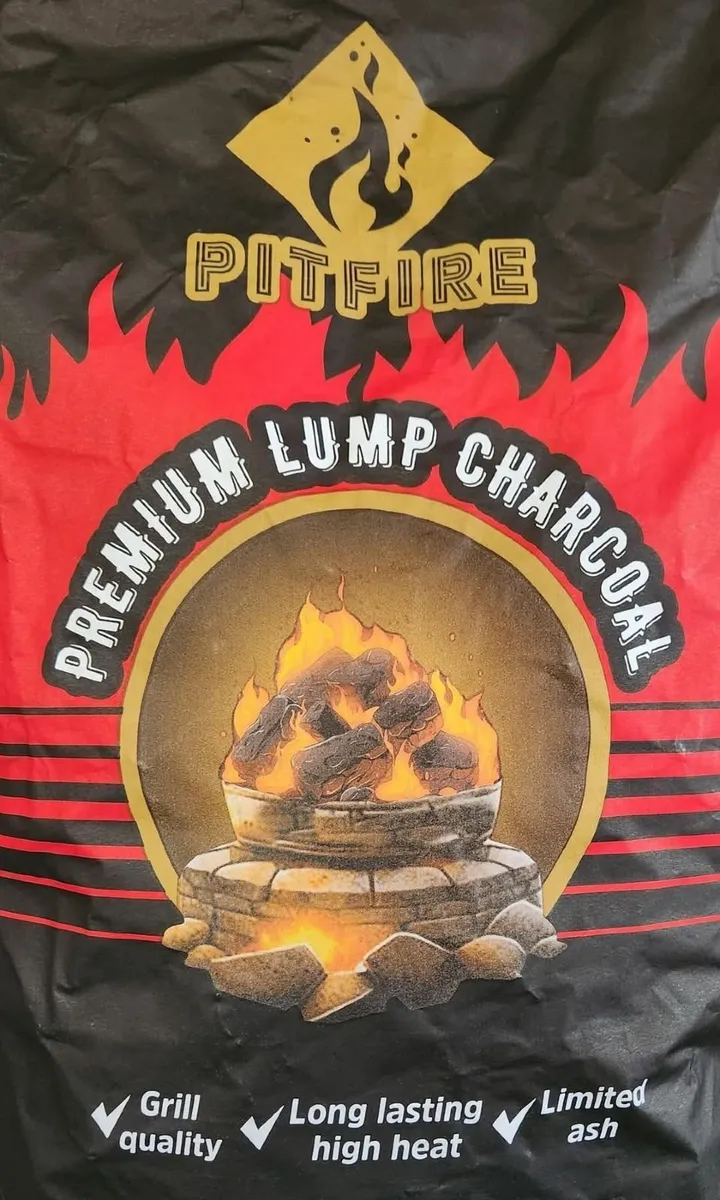 PITFIRE
PREMIUM LUMP CHARCOAL
Grill
quality
Long lasting
high heat
Limited
ash